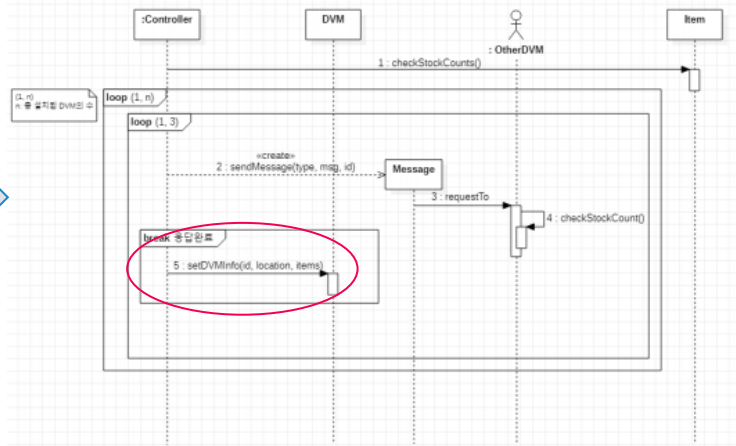 :Controller
DVM
: OtherDVM
Item
1 : checkStockCounts()
(1, n)
n: 총 설치된 DVM의 수
loop (1, n)
loop (1, 3)
«create»
2 : sendMessage(type, msg, id)
Message
3 : requestTo
4 : checkStockCount()
break 응답완료
5 : setDVMInfo(id, location, items)